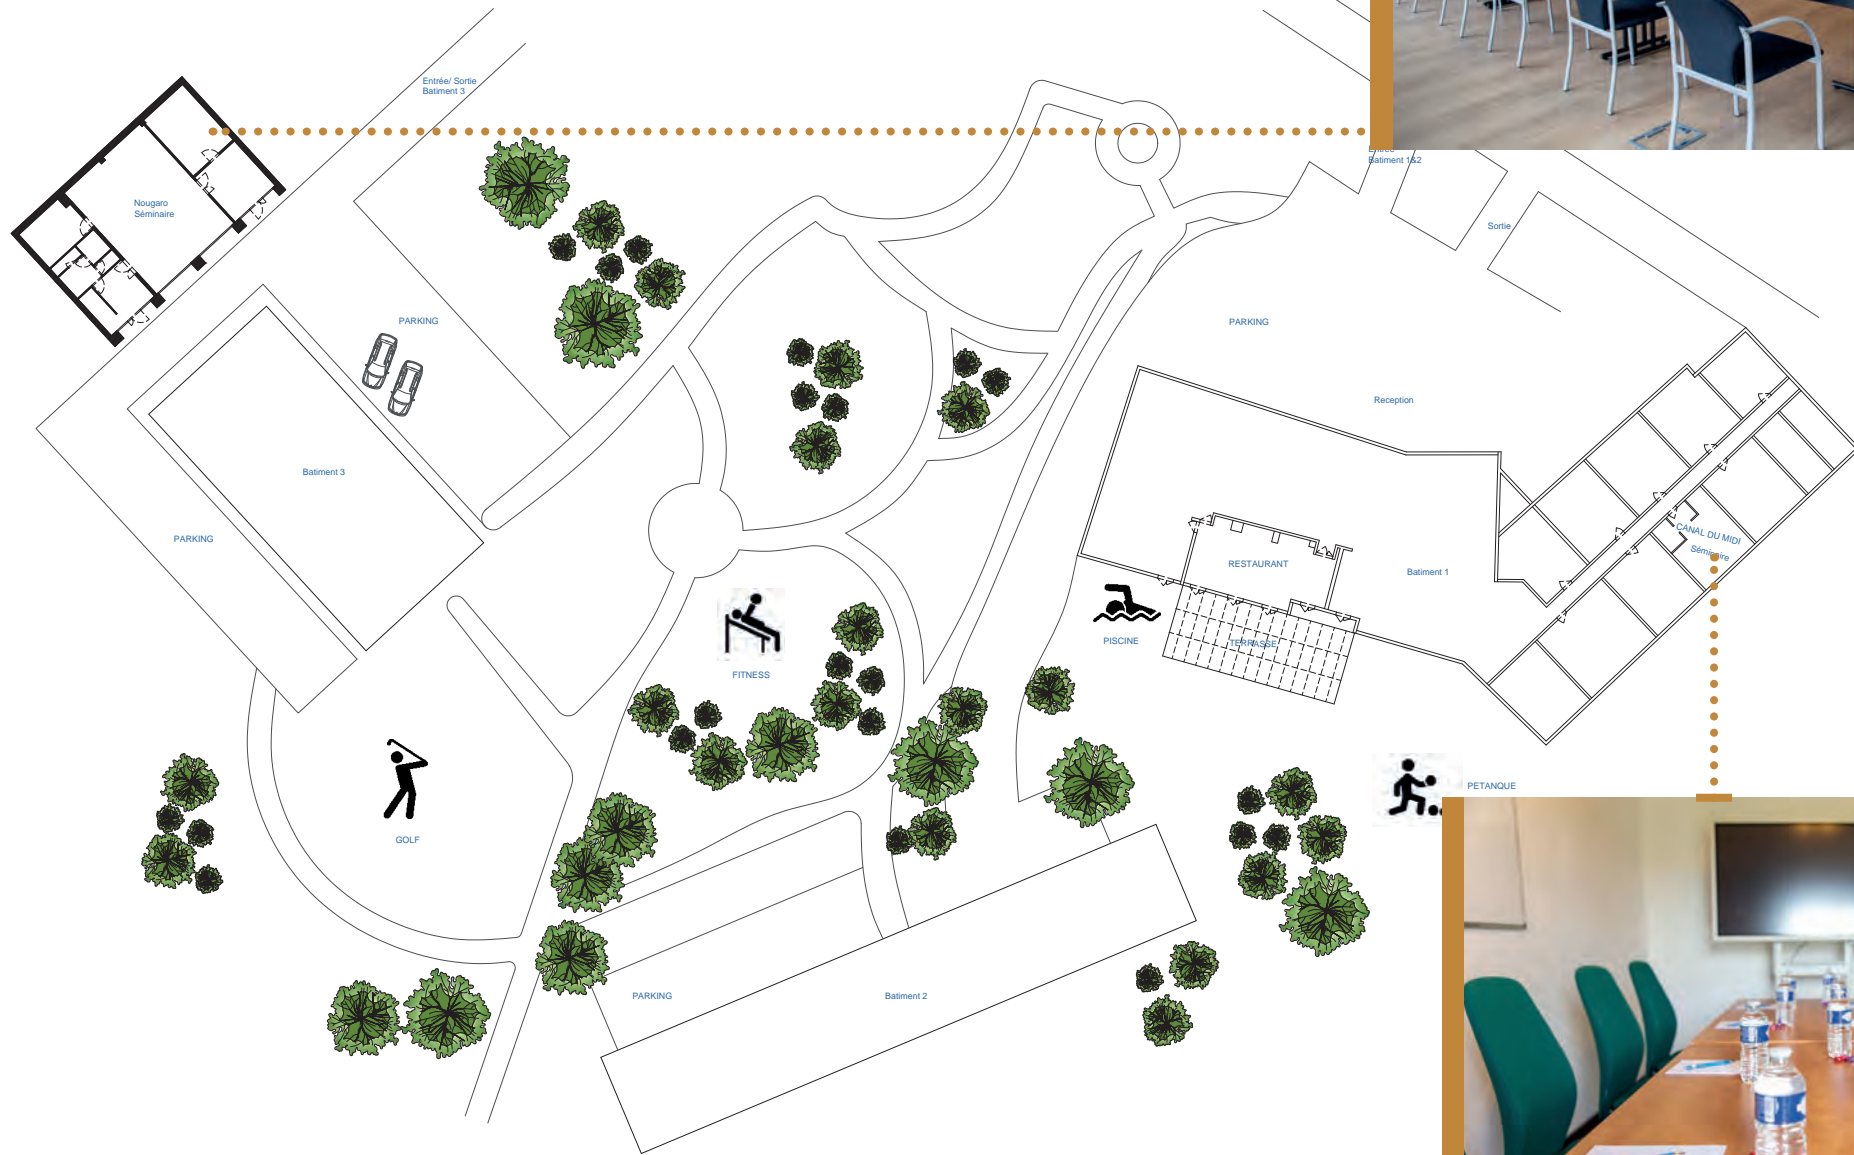 Entrée/ Sortie
Batiment 3
Entrée
Batiment 1&2
Nougaro
Séminaire
Sortie
PARKING
PARKING
Reception
Batiment 3
PARKING
CANAL DU MIDI
Séminaire
RESTAURANT
Batiment 1
PISCINE
TERRASSE
FITNESS
PETANQUE
GOLF
PARKING
Batiment 2